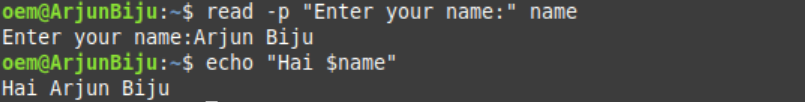 oem@ArjunBiju:~$ read -p "Enter your name:" name
Enter your name:Arjun Biju
oem@ArjunBiju:~$ echo "Hai $name"
Hai Arjun Biju